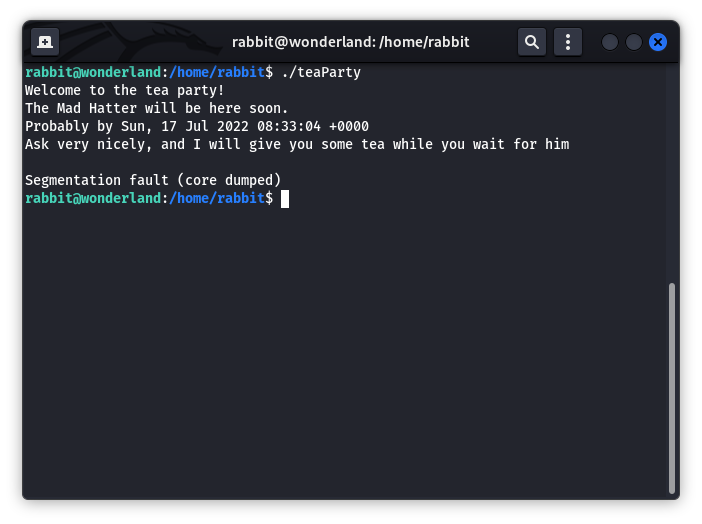 rabbit@wonderland: /home/rabbit
rabbit@wonderland:/home/rabbit$ ./teaParty
Welcome to the tea party!
The Mad Hatter will be here soon.
Probably by Sun, 17 Jul 2022 08:33:04 +0000
Ask very nicely, and I will give you some tea while you wait for him
Segmentation fault (core dumped)
rabbit@wonderland:/home/rabbit$